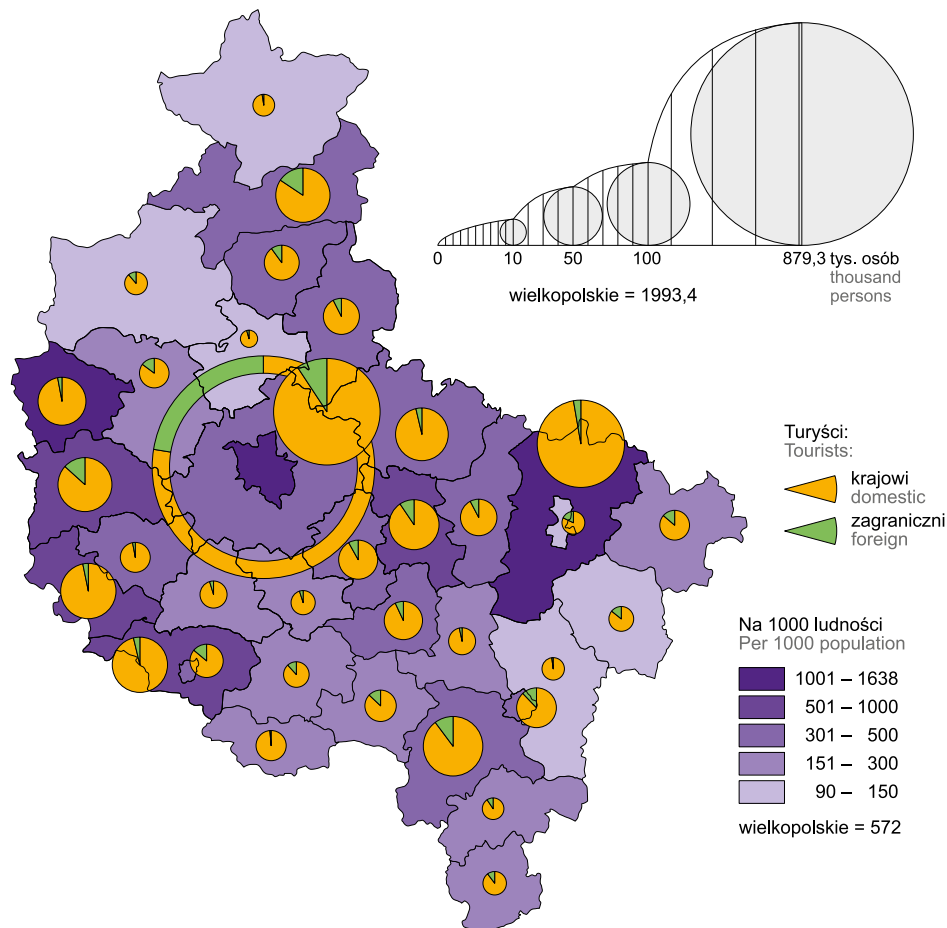 0 10 50 100 879,3 tys. osób
thousand
persons
wielkopolskie = 1993,4
Turyści:
Tourists:
krajowi
domestic
zagraniczni
foreign
Na 1000 ludności
Per 1000 population
1001 – 1638
501 – 1000
301 – 500
151 – 300
90 – 150
wielkopolskie = 572